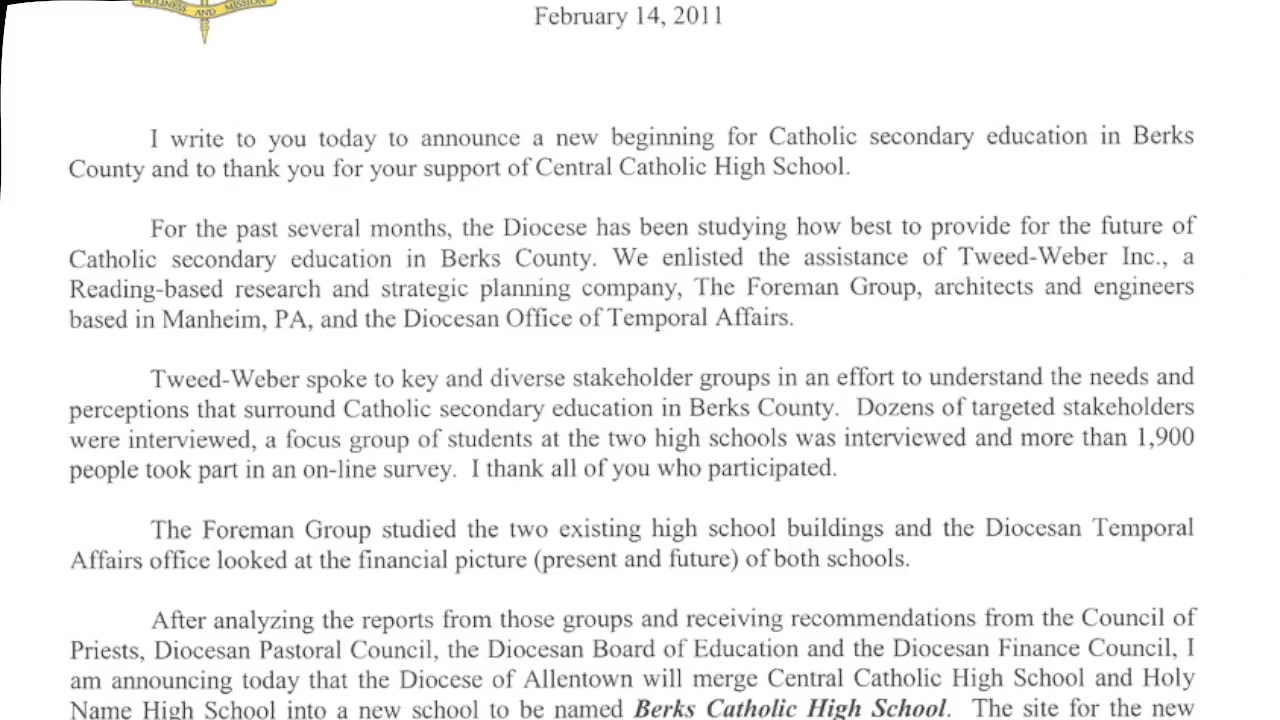 HOLINESS AND MISSION
February 14, 2011
I write to you today to announce a new beginning for Catholic secondary education in Berks
County and to thank you for your support of Central Catholic High School.
For the past several months, the Diocese has been studying how best to provide for the future of
Catholic secondary education in Berks County. We enlisted the assistance of Tweed-Weber Inc., a
Reading-based research and strategic planning company, The Foreman Group, architects and engineers
based in Manheim, PA, and the Diocesan Office of Temporal Affairs.
Tweed-Weber spoke to key and diverse stakeholder groups in an effort to understand the needs and
perceptions that surround Catholic secondary education in Berks County. Dozens of targeted stakeholders
were interviewed, a focus group of students at the two high schools was interviewed and more than 1,900
people took part in an on-line survey. I thank all of you who participated.
The Foreman Group studied the two existing high school buildings and the Diocesan Temporal
Affairs office looked at the financial picture (present and future) of both schools.
After analyzing the reports from those groups and receiving recommendations from the Council of
Priests, Diocesan Pastoral Council, the Diocesan Board of Education and the Diocesan Finance Council, I
am announcing today that the Diocese of Allentown will merge Central Catholic High School and Holy
Name High School into a new school to be named Berks Catholic High School. The site for the new